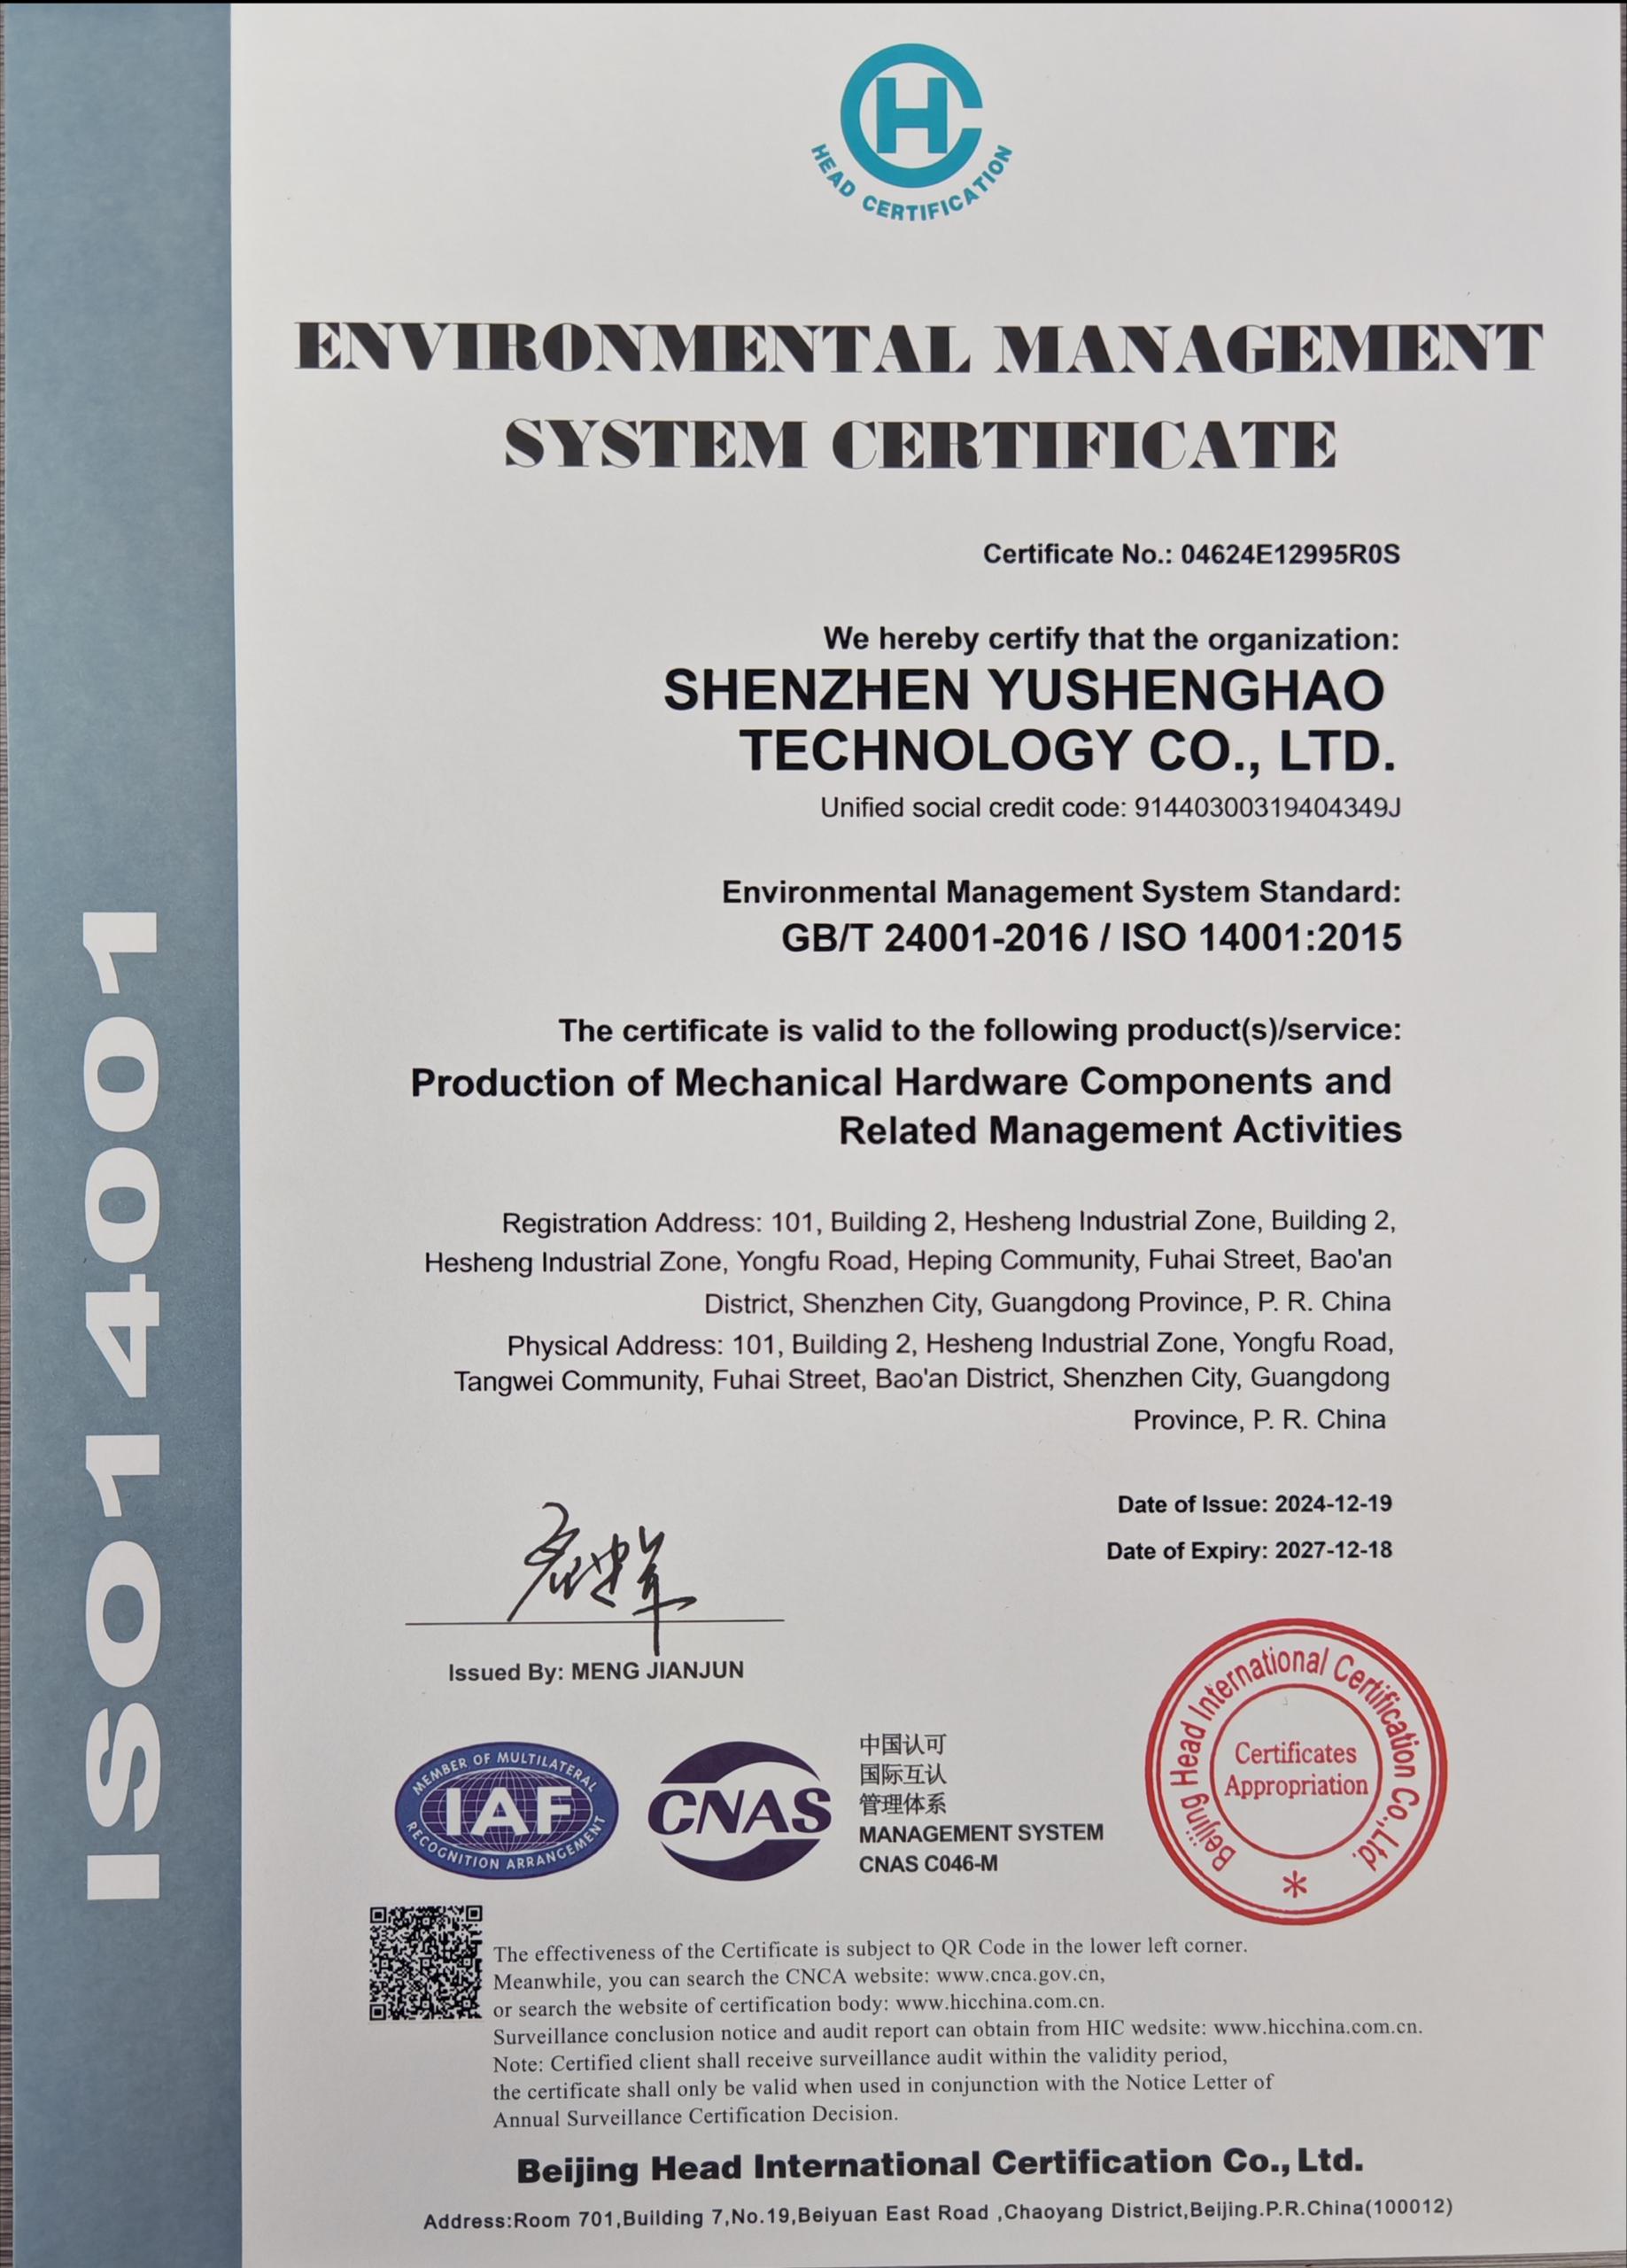 HC
HEAD CERTIFICATION
ENVIRONMENTAL MANAGEMENT
SYSTEM CERTIFICATE
Certificate No.: 04624E12995R0S
We hereby certify that the organization:
SHENZHEN YUSHENGHAO
TECHNOLOGY CO., LTD.
Unified social credit code: 91440300319404349J
Environmental Management System Standard:
GB/T 24001-2016 / ISO 14001:2015
The certificate is valid to the following product(s)/service:
Production of Mechanical Hardware Components and
Related Management Activities
Registration Address: 101, Building 2, Hesheng Industrial Zone, Building 2,
Hesheng Industrial Zone, Yongfu Road, Heping Community, Fuhai Street, Bao'an
District, Shenzhen City, Guangdong Province, P. R. China
Physical Address: 101, Building 2, Hesheng Industrial Zone, Yongfu Road,
Tangwei Community, Fuhai Street, Bao'an District, Shenzhen City, Guangdong
Province, P. R. China
Date of Issue: 2024-12-19
Date of Expiry: 2027-12-18
Issued By: MENG JIANJUN
ISO14001
MEMBER OF MULTILATERAL
IAF
RECOGNITION ARRANGEMENT
CNAS
中国认可
国际互认
管理体系
MANAGEMENT SYSTEM
CNAS C046-M
Beijing Head International Certification Co.,Ltd.
Certificates
Appropriation
The effectiveness of the Certificate is subject to QR Code in the lower left corner.
Meanwhile, you can search the CNCA website: www.cnca.gov.cn,
or search the website of certification body: www.hicchina.com.cn.
Surveillance conclusion notice and audit report can obtain from HIC wedsite: www.hicchina.com.cn.
Note: Certified client shall receive surveillance audit within the validity period,
the certificate shall only be valid when used in conjunction with the Notice Letter of
Annual Surveillance Certification Decision.
Beijing Head International Certification Co., Ltd.
Address:Room 701,Building 7,No.19,Beiyuan East Road ,Chaoyang District,Beijing.P.R.China(100012)